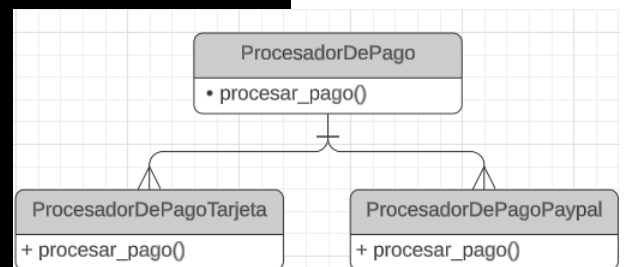 ProcesadorDePago
• procesar_pago()
ProcesadorDePagoTarjeta
+ procesar_pago()
ProcesadorDePagoPaypal
+ procesar_pago()